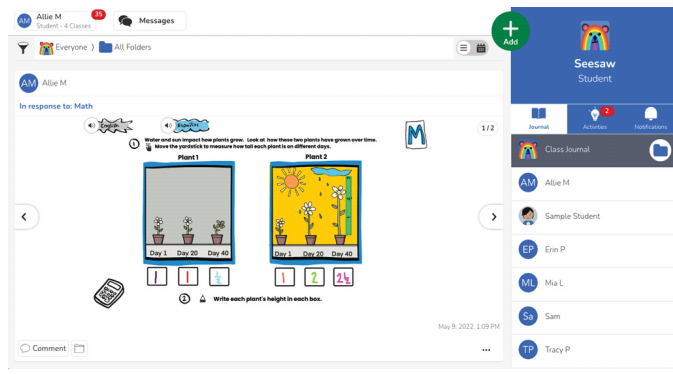 AM
Allie M
Student - 4 Classes
35
Messages
Add
Everyone
All Folders
AM
Allie M
In response to: Math
English
Español
1/2
M
Water and sun impact how plants grow. Look at how these two plants have grown over time.
1
Move the yardstick to measure how tall each plant is on different days.
Plant 1
Plant 2
Day 1 Day 20 Day 40
Day 1 Day 20 Day 40
1 1 1/2
1 2 2 1/2
2
Write each plant's height in each box.
May 9, 2022, 1:09 PM
Comment
...
Seesaw
Student
Journal
2
Activities
Notifications
Class Journal
AM
Allie M
Sample Student
EP
Erin P
ML
Mia L
Sa
Sam
TP
Tracy P